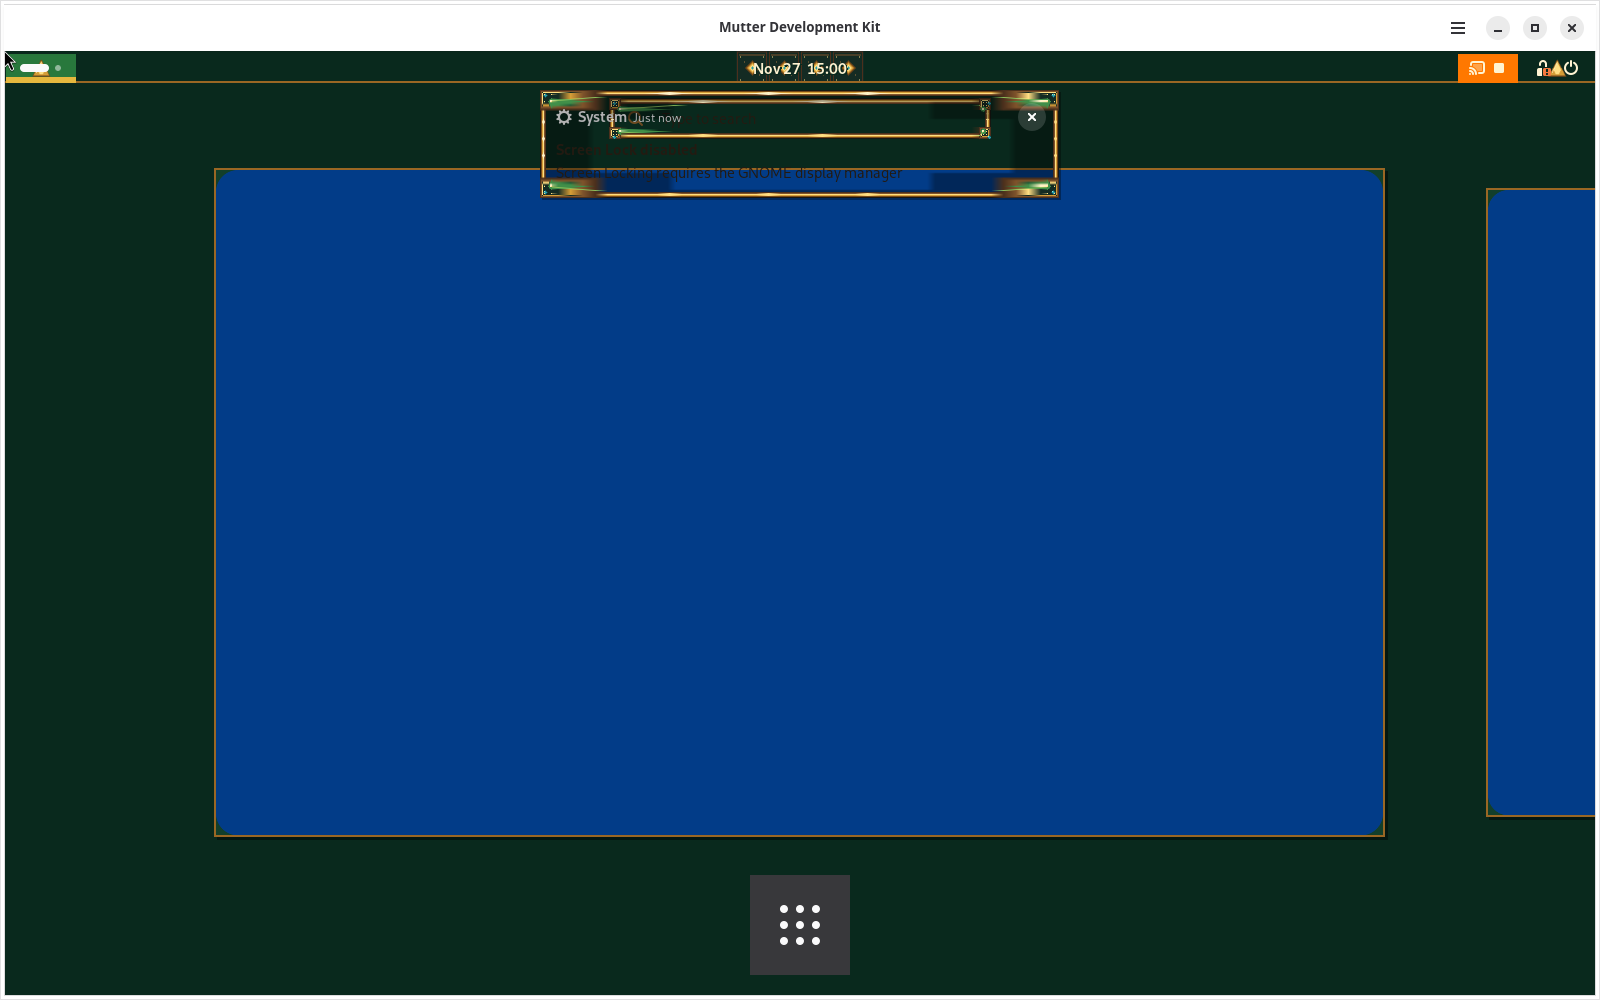 Mutter Development Kit
Nov 27 15:00
System Just now
Screen Lock disabled
Screen Locking requires the GNOME display manager